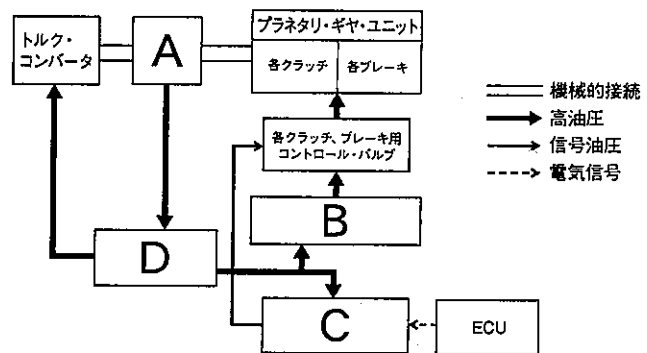 プラネタリ・ギヤ・ユニット
トルク・
コンバータ
A
各クラッチ
各ブレーキ
機械的接続
高油圧
信号油圧
電気信号
各クラッチ、ブレーキ用
コントロール・バルブ
B
D
C
ECU